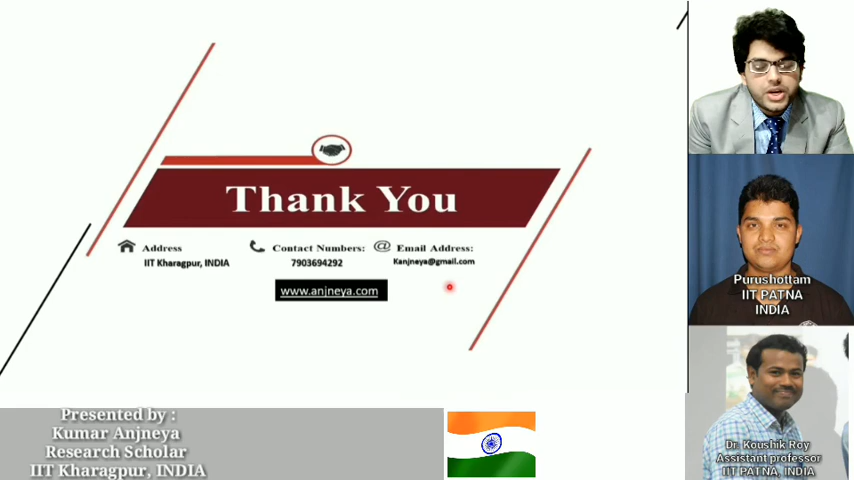 Thank You
Address
IIT Kharagpur, INDIA
Contact Numbers:
7903694292
Email Address:
Kanjneya@gmail.com
www.anjneya.com
Purushottam
IIT PATNA
INDIA
Dr. Koushik Roy
Assistant professor
IIT PATNA, INDIA
Presented by :
Kumar Anjneya
Research Scholar
IIT Kharagpur, INDIA